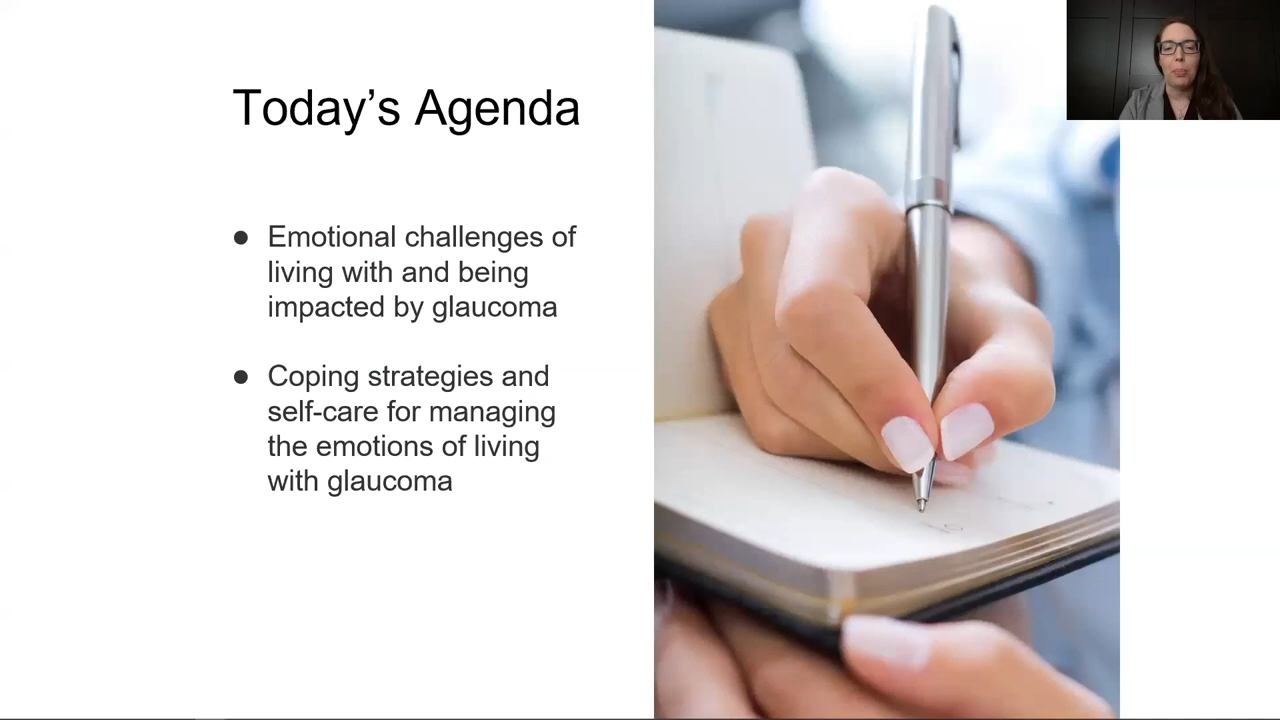 Today’s Agenda
● Emotional challenges of
living with and being
impacted by glaucoma
● Coping strategies and
self-care for managing
the emotions of living
with glaucoma